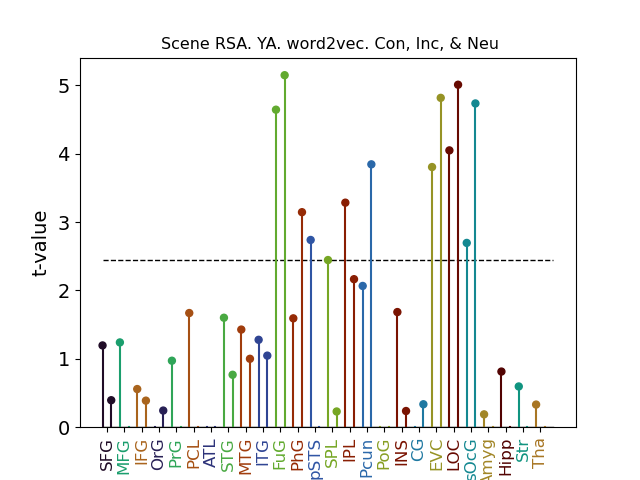 Scene RSA. YA. word2vec. Con, Inc, & Neu
t-value
5
4
3
2
1
0
SFG
MFG
IFG
OrG
PrG
PCL
ATL
STG
MTG
ITG
FuG
PhG
pSTS
SPL
IPL
Pcun
PoG
INS
CG
EVC
LOC
sOcG
Amyg
Hipp
Str
Tha